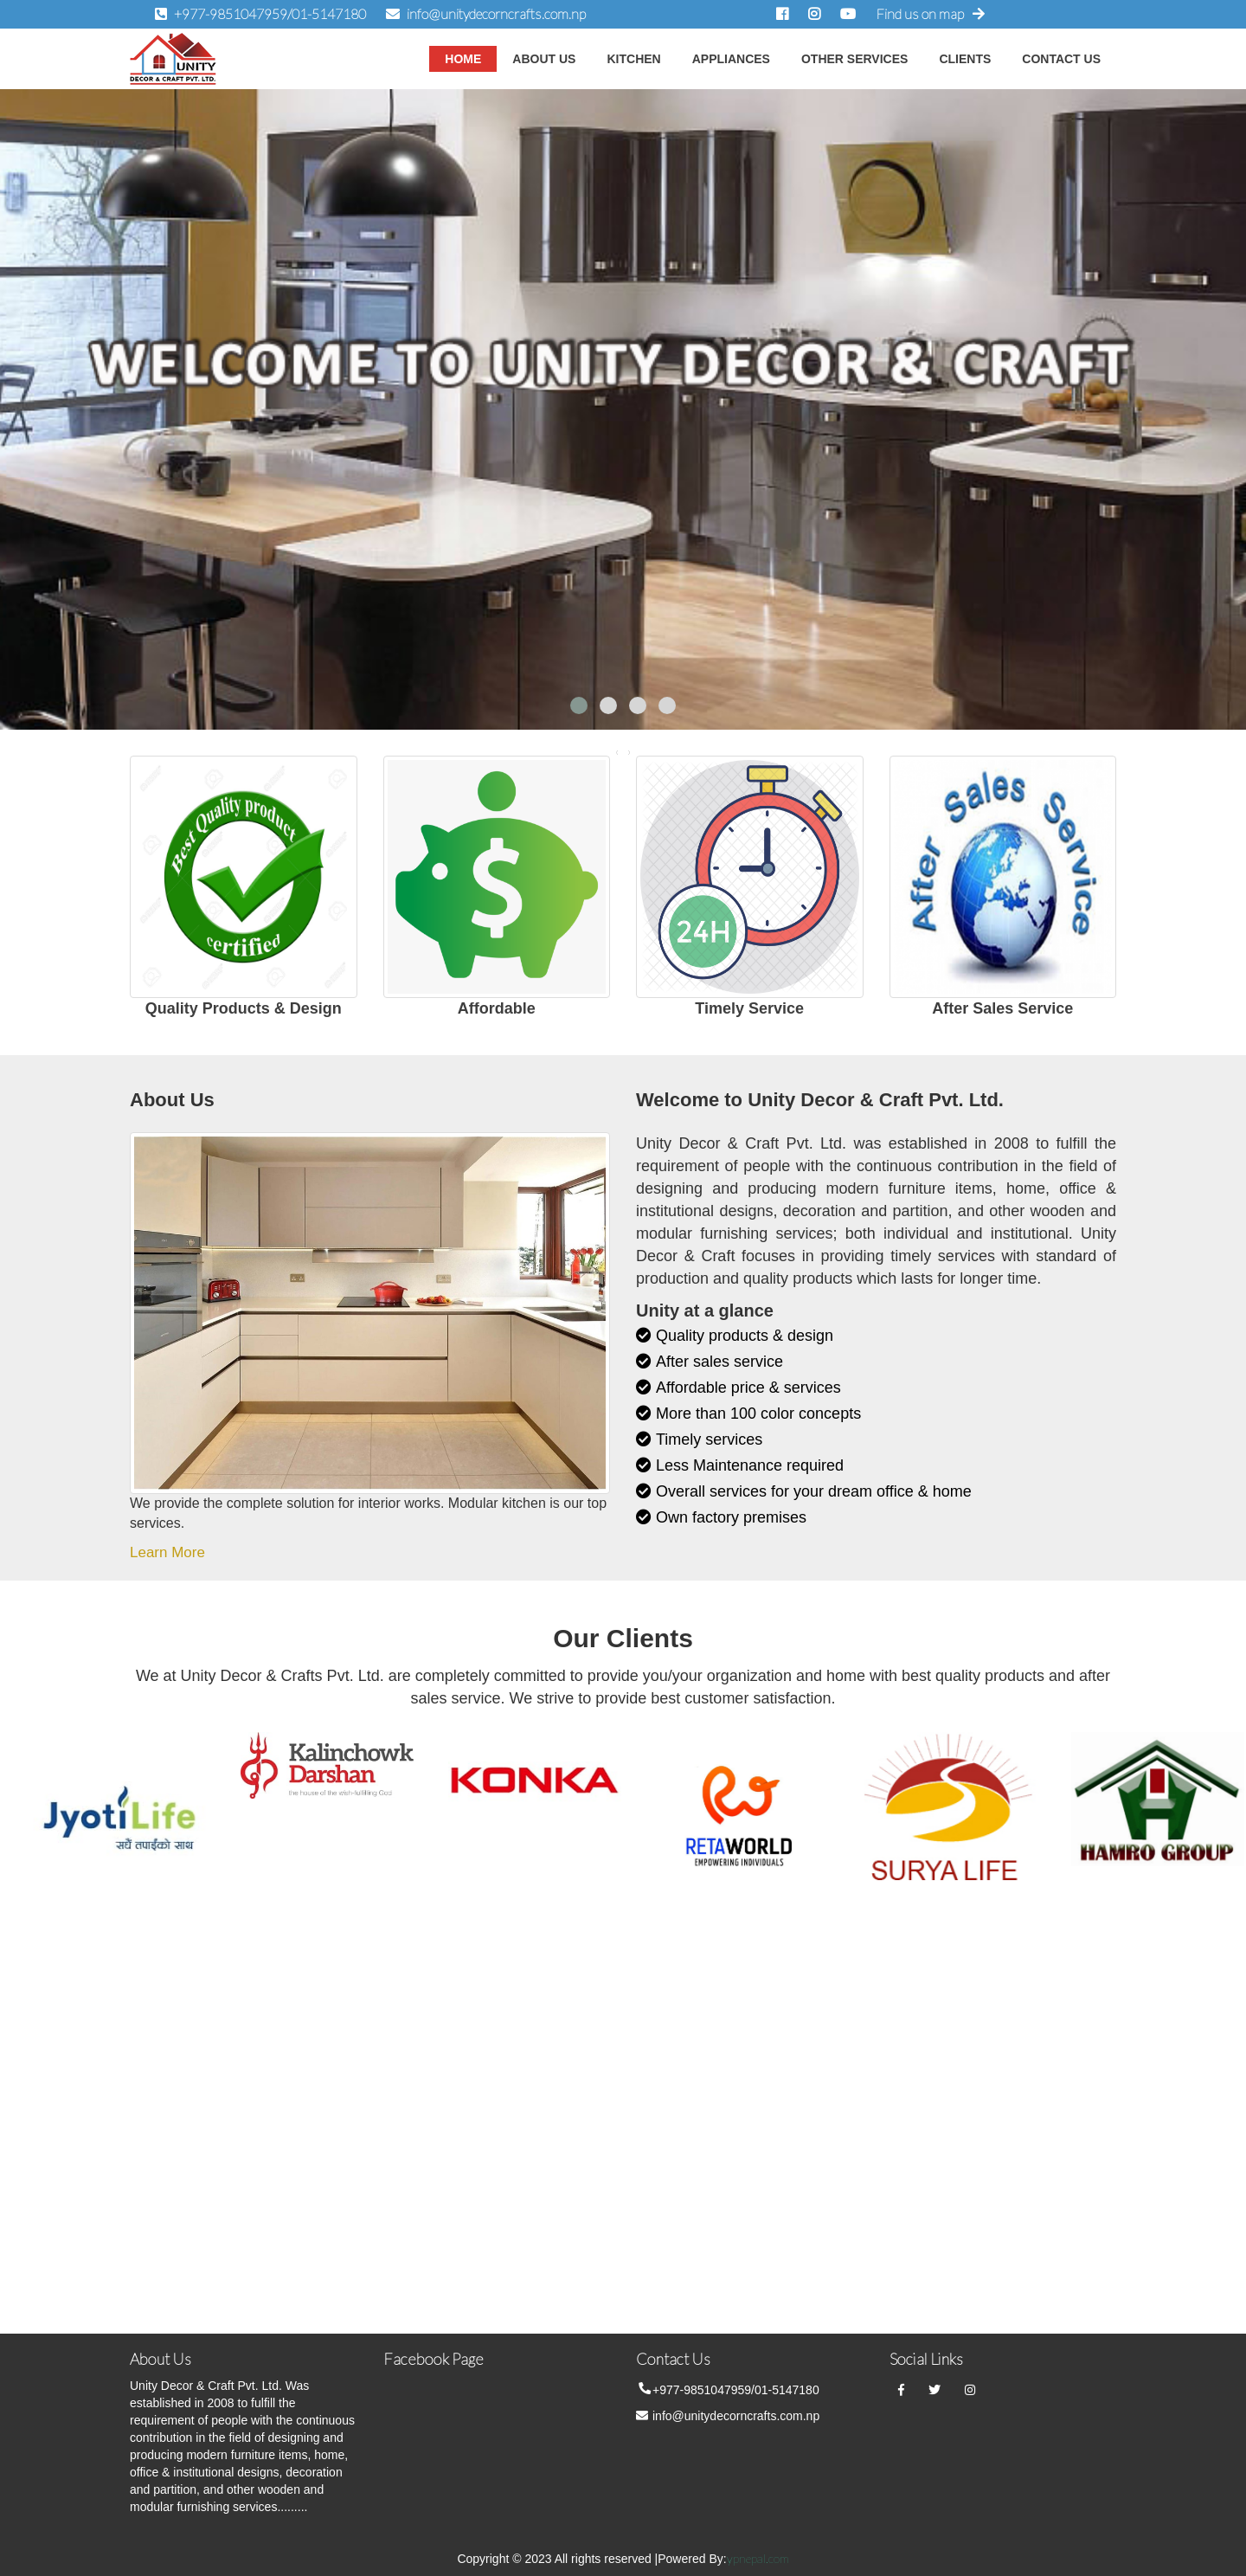 +977-9851047959/01-5147180 info@unitydecorncrafts.com.np Find us on map
UNITY
DECOR & CRAFT PVT. LTD.
HOME ABOUT US KITCHEN APPLIANCES OTHER SERVICES CLIENTS CONTACT US
WELCOME TO UNITY DECOR & CRAFT
Best Quality product
certified
$
24H
After Sales Service
Quality Products & Design
Affordable
Timely Service
After Sales Service
About Us
We provide the complete solution for interior works. Modular kitchen is our top
services.
Learn More
Welcome to Unity Decor & Craft Pvt. Ltd.
Unity Decor & Craft Pvt. Ltd. was established in 2008 to fulfill the
requirement of people with the continuous contribution in the field of
designing and producing modern furniture items, home, office &
institutional designs, decoration and partition, and other wooden and
modular furnishing services; both individual and institutional. Unity
Decor & Craft focuses in providing timely services with standard of
production and quality products which lasts for longer time.
Unity at a glance
Quality products & design
After sales service
Affordable price & services
More than 100 color concepts
Timely services
Less Maintenance required
Overall services for your dream office & home
Own factory premises
Our Clients
We at Unity Decor & Crafts Pvt. Ltd. are completely committed to provide you/your organization and home with best quality products and after
sales service. We strive to provide best customer satisfaction.
JyotiLife
सधैं तपाईंको साथ
Kalinchowk
Darshan
the house of the wish-fulfilling God
KONKA
RETAWORLD
EMPOWERING INDIVIDUALS
SURYA LIFE
HAMRO GROUP
About Us
Unity Decor & Craft Pvt. Ltd. Was
established in 2008 to fulfill the
requirement of people with the continuous
contribution in the field of designing and
producing modern furniture items, home,
office & institutional designs, decoration
and partition, and other wooden and
modular furnishing services.........
Facebook Page
Contact Us
+977-9851047959/01-5147180
info@unitydecorncrafts.com.np
Social Links
Copyright © 2023 All rights reserved |Powered By: